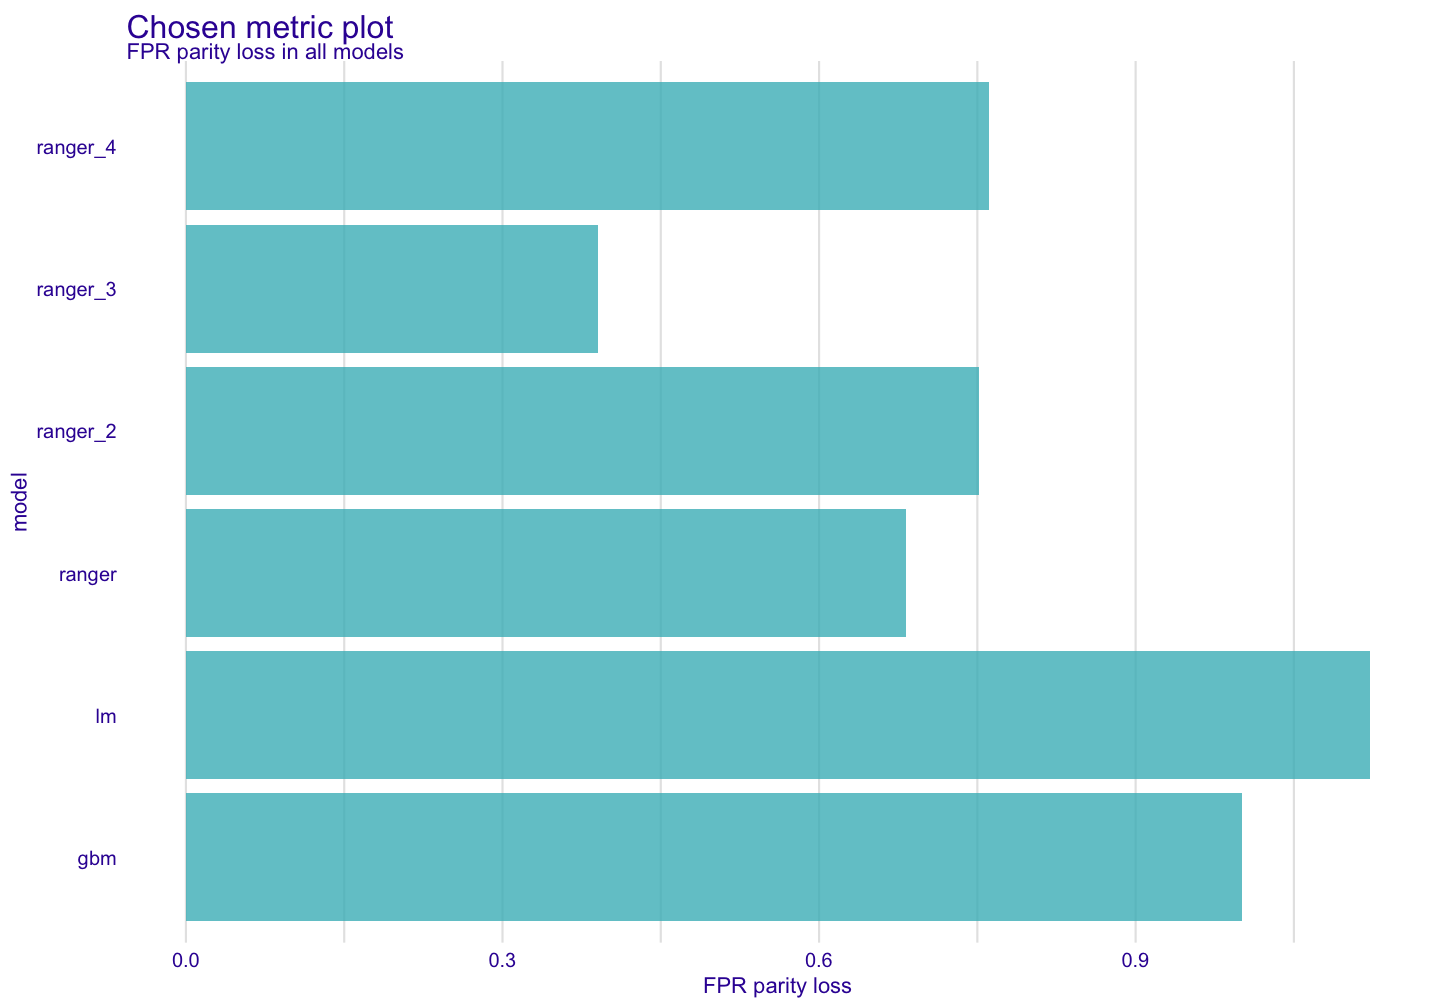 Chosen metric plot
FPR parity loss in all models
ranger_4
ranger_3
ranger_2
ranger
lm
gbm
model
0.0 0.3 0.6 0.9
FPR parity loss